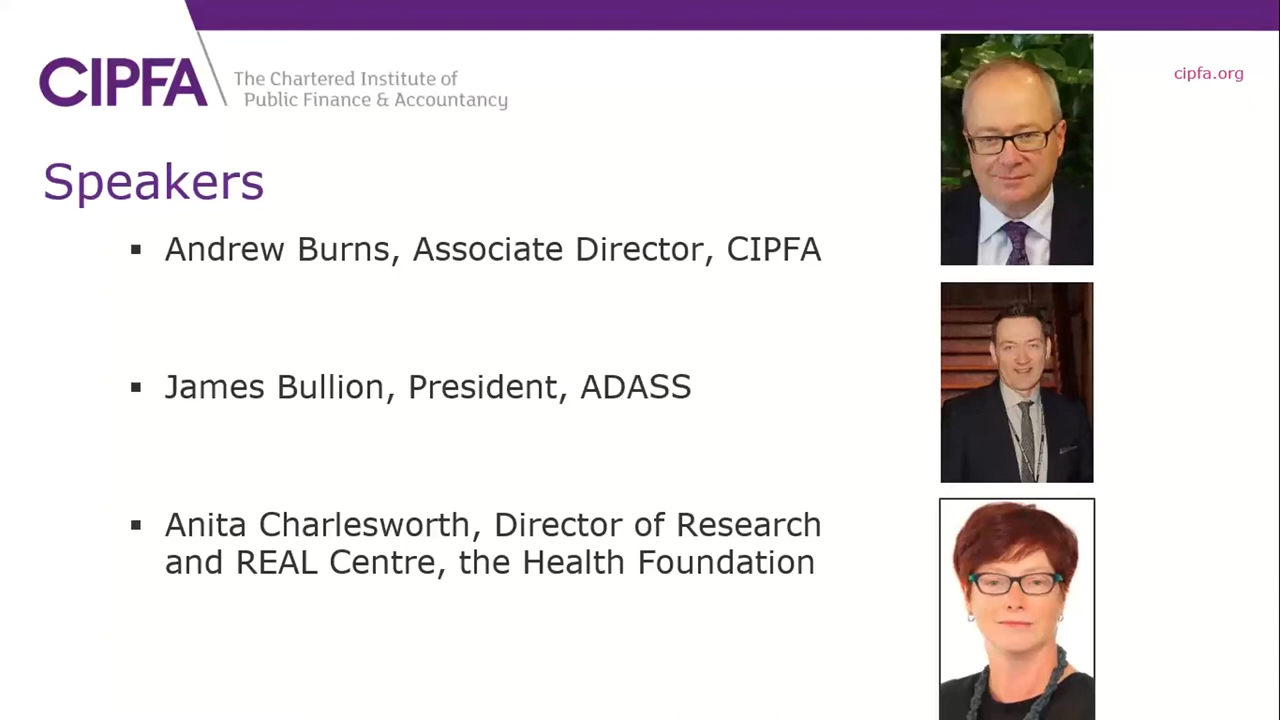 CIPFA
The Chartered Institute of
Public Finance & Accountancy
cipfa.org
Speakers
▪ Andrew Burns, Associate Director, CIPFA
▪ James Bullion, President, ADASS
▪ Anita Charlesworth, Director of Research
and REAL Centre, the Health Foundation